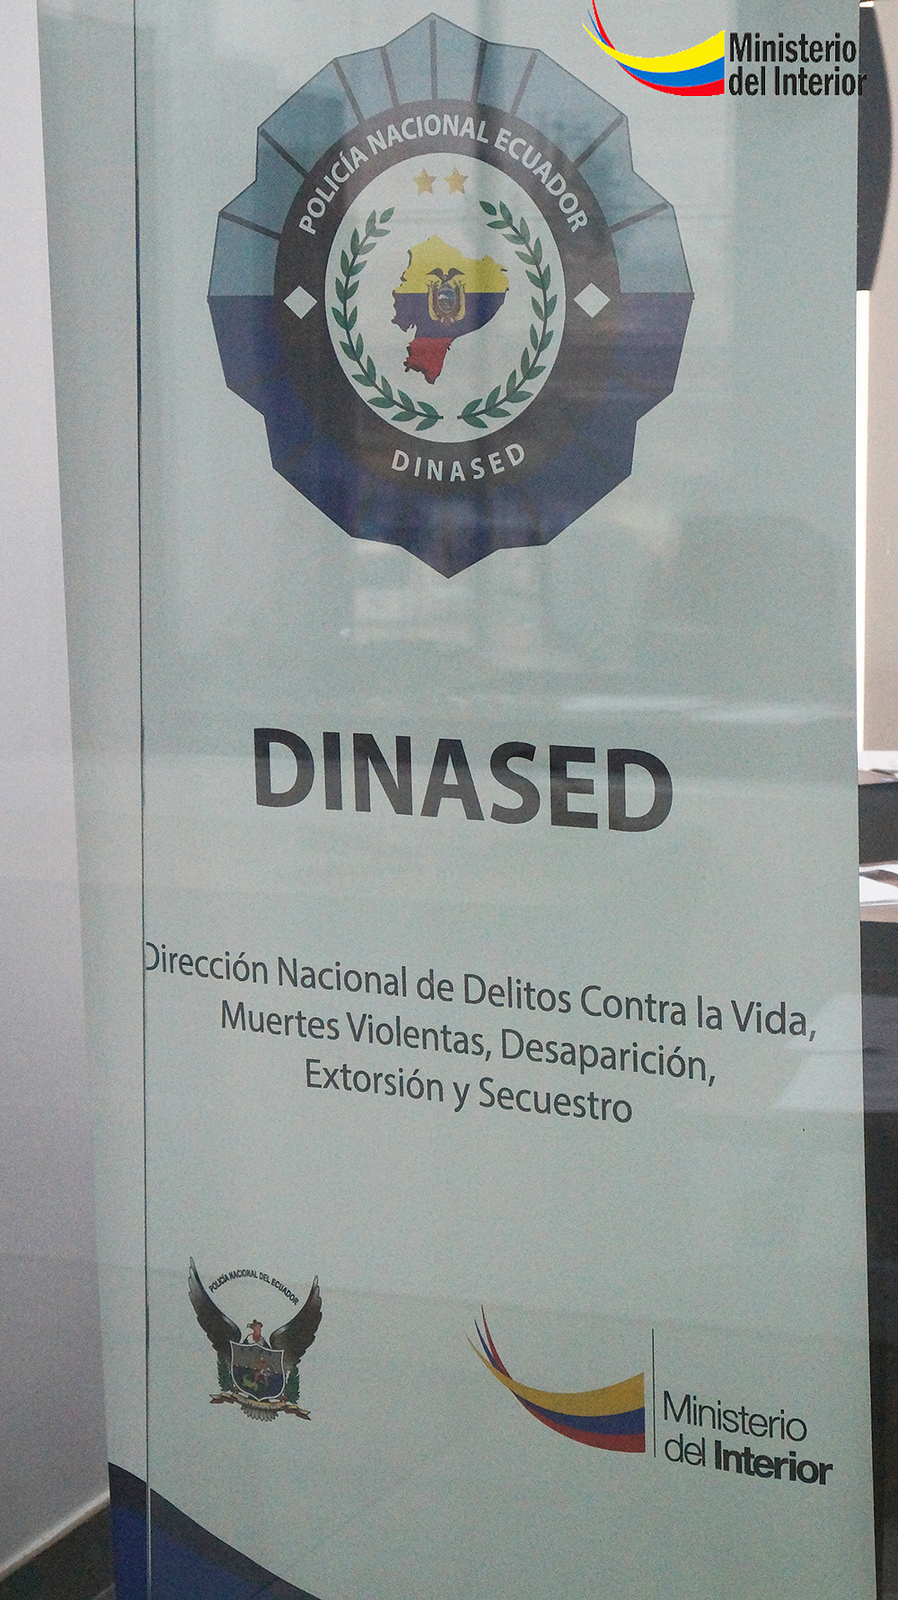 Ministerio
del Interior
POLICÍA NACIONAL ECUADOR
DINASED
DINASED
Dirección Nacional de Delitos Contra la Vida,
Muertes Violentas, Desaparición,
Extorsión y Secuestro
POLICÍA NACIONAL DEL ECUADOR
Ministerio
del Interior